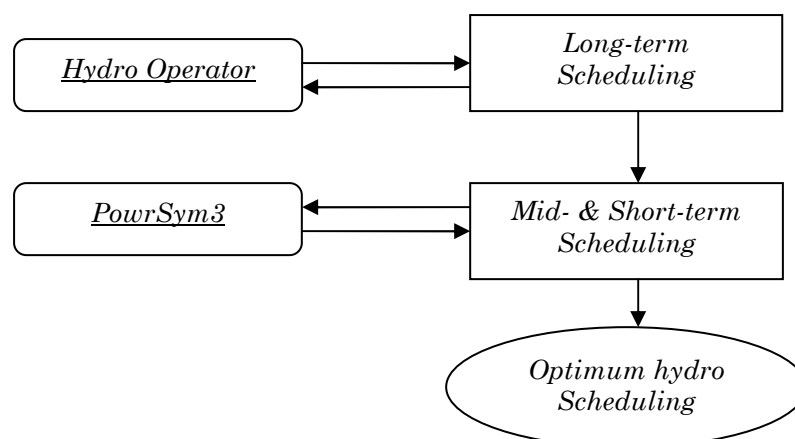 Hydro Operator
Long-term
Scheduling
PowrSym3
Mid- & Short-term
Scheduling
Optimum hydro
Scheduling